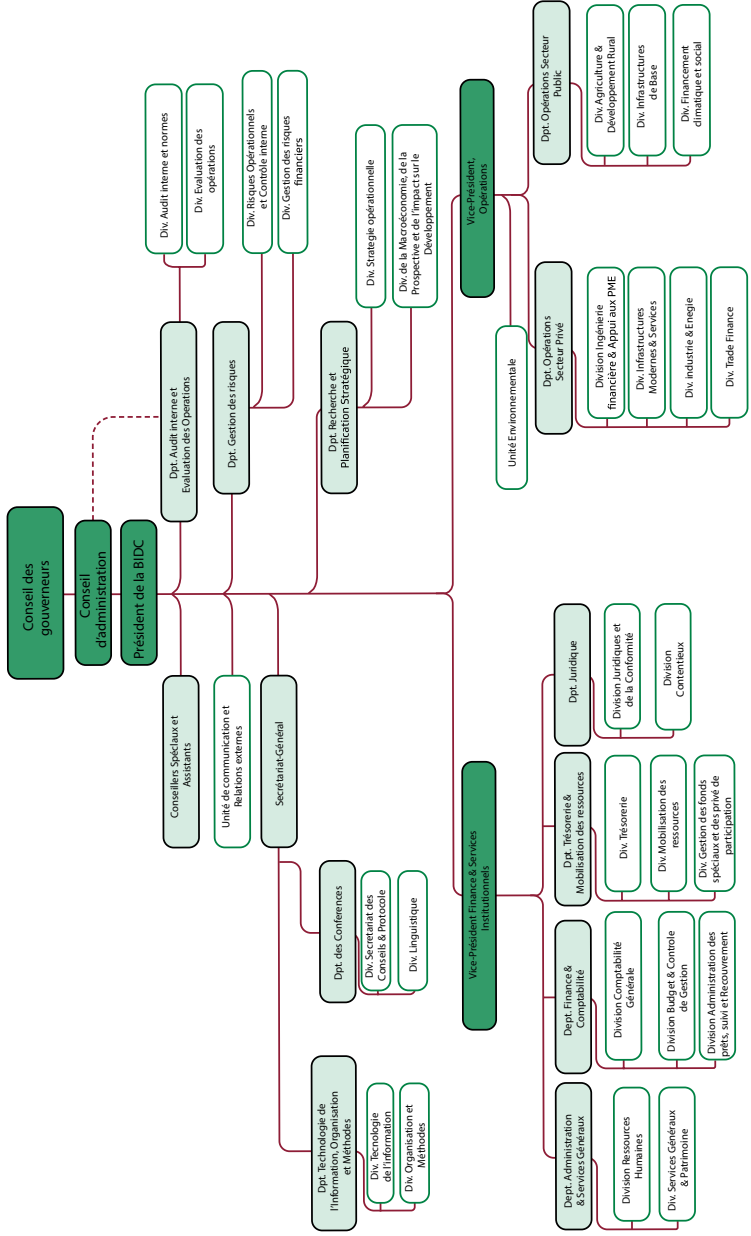 Conseil des
gouverneurs
Conseil
d'administration
Président de la BIDC
Dpt. Audit interne et
Evaluation des Operations
Div. Audit interne et normes
Div. Evaluation des
opérations
Dpt. Gestion des risques
Div. Risques Opérationnels
et Contrôle interne
Div. Gestion des risques
financiers
Dpt. Recherche et
Planification Stratégique
Div. Strategie opérationnelle
Div. de la Macroéconomie, de la
Prospective et de l'impact sur le
Développement
Conseillers Spéclaux et
Assistants
Unité de communication et
Relations externes
Secrétariat-Général
Dpt. des Conferences
Div. Secretariat des
Conseils & Protocole
Div. Linguistique
Dpt. Technologie de
l'Information, Organisation
et Méthodes
Div. Tecnologie
de l'information
Div. Organisation et
Méthodes
Vice-Président,
Opérations
Unité Environnementale
Dpt. Opérations Secteur
Public
Div. Agriculture &
Développement Rural
Div. Infrastructures
de Base
Div. Financement
climatique et social
Dpt. Opérations
Secteur Privé
Division Ingénierie
financière & Appui aux PME
Div. Infrastructures
Modernes & Services
Div. industrie & Enegie
Div. Trade Finance
Vice-Président Finance & Services
Institutionnels
Dpt. Juridique
Division Juridiques et
de la Conformité
Division
Contentieux
Dpt. Trésorerie &
Mobilisation des ressources
Div. Trésorerie
Div. Mobilisation des
ressources
Div. Gestion des fonds
spéciaux et des privé de
participation
Dept. Finance &
Comptabilité
Division Comptabilité
Générale
Division Budget & Controle
de Gestion
Division Administration des
prêts, suivi et Recouvrement
Dept. Administration
& Services Généraux
Division Ressources
Humaines
Div. Services Généraux
& Patrimoine